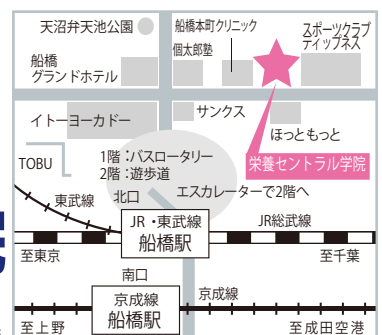 天沼弁天池公園
船橋本町クリニック
スポーツクラブ
ティップネス
個太郎塾
船橋
グランドホテル
イトーヨーカドー
サンクス
ほっともっと
TOBU
1階：バスロータリー
2階：遊歩道
栄養セントラル学院
北口
エスカレーターで2階へ
東武線
JR・東武線
船橋駅
JR総武線
至東京
至千葉
南口
京成線
船橋駅
京成線
至上野
至成田空港